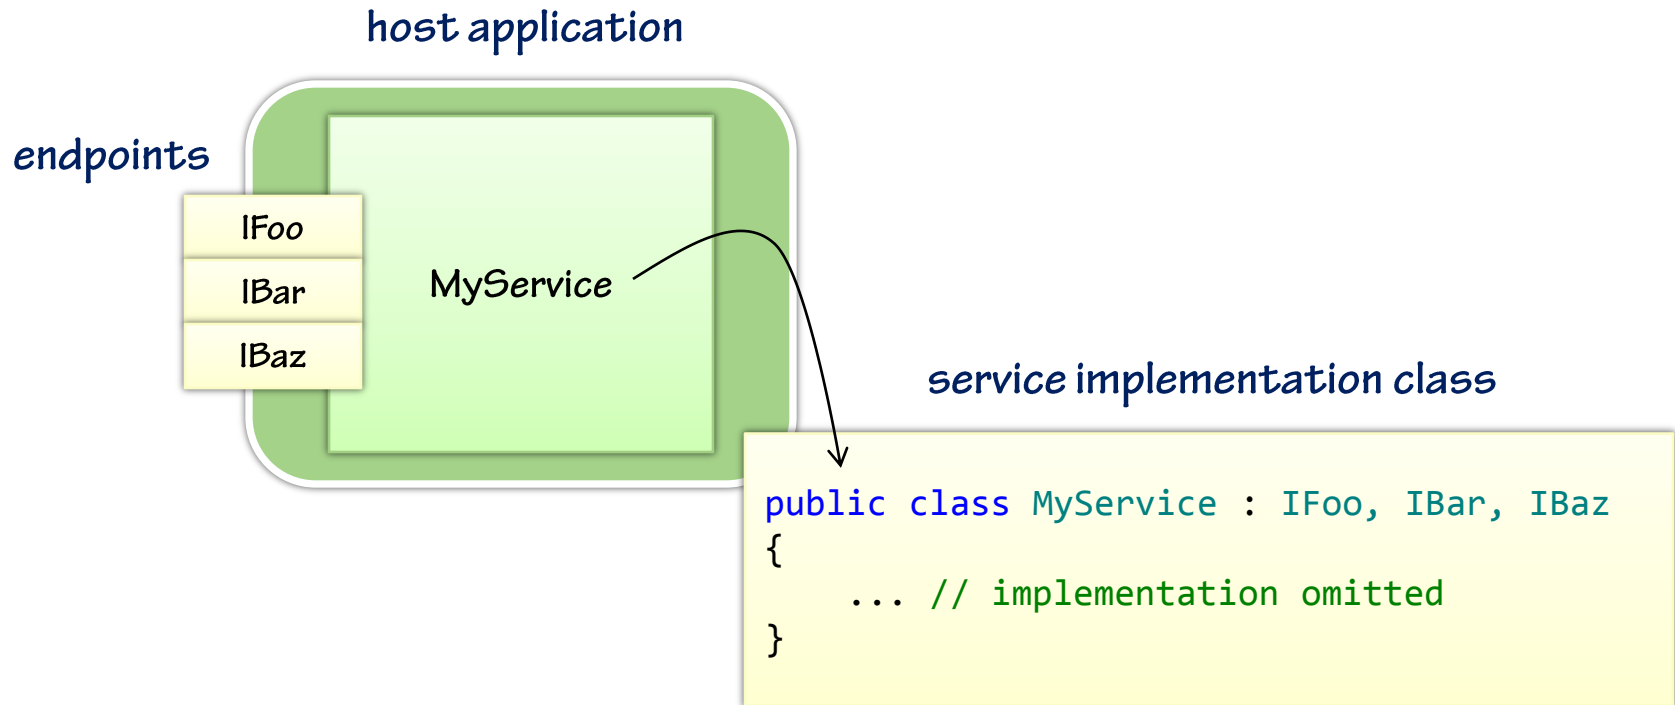 host application
endpoints
IFoo
IBar
IBaz
MyService
service implementation class
public class MyService : IFoo, IBar, IBaz
{
    ... // implementation omitted
}